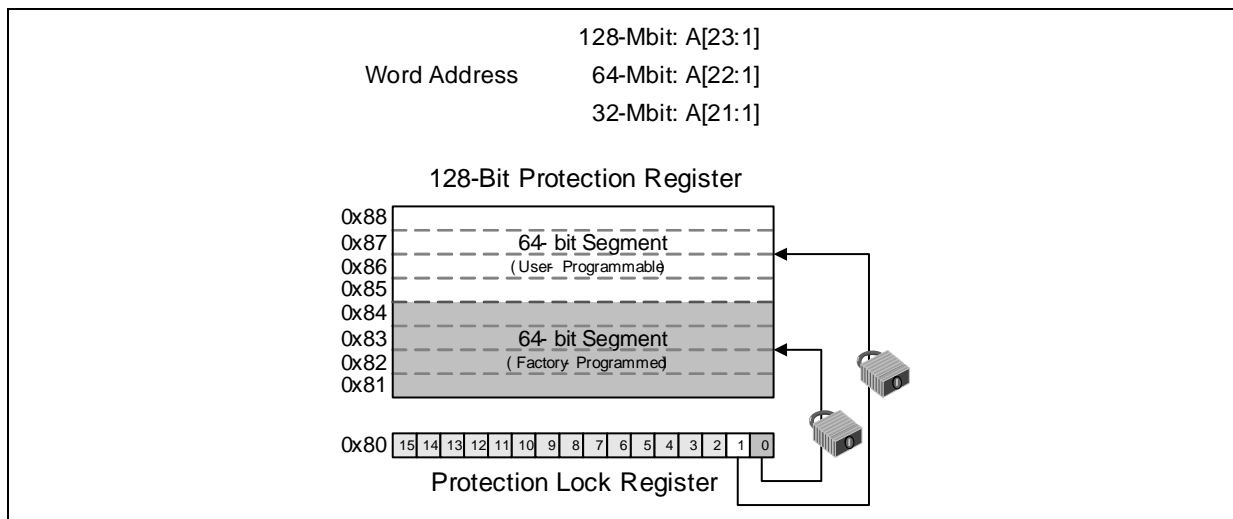 128-Mbit: A[23:1]
Word Address 64-Mbit: A[22:1]
32-Mbit: A[21:1]
128-Bit Protection Register
0x88
0x87 64- bit Segment
0x86 (User- Programmable)
0x85
0x84
0x83 64- bit Segment
0x82 (Factory- Programmed)
0x81
0x80 15 14 13 12 11 10 9 8 7 6 5 4 3 2 1 0
Protection Lock Register